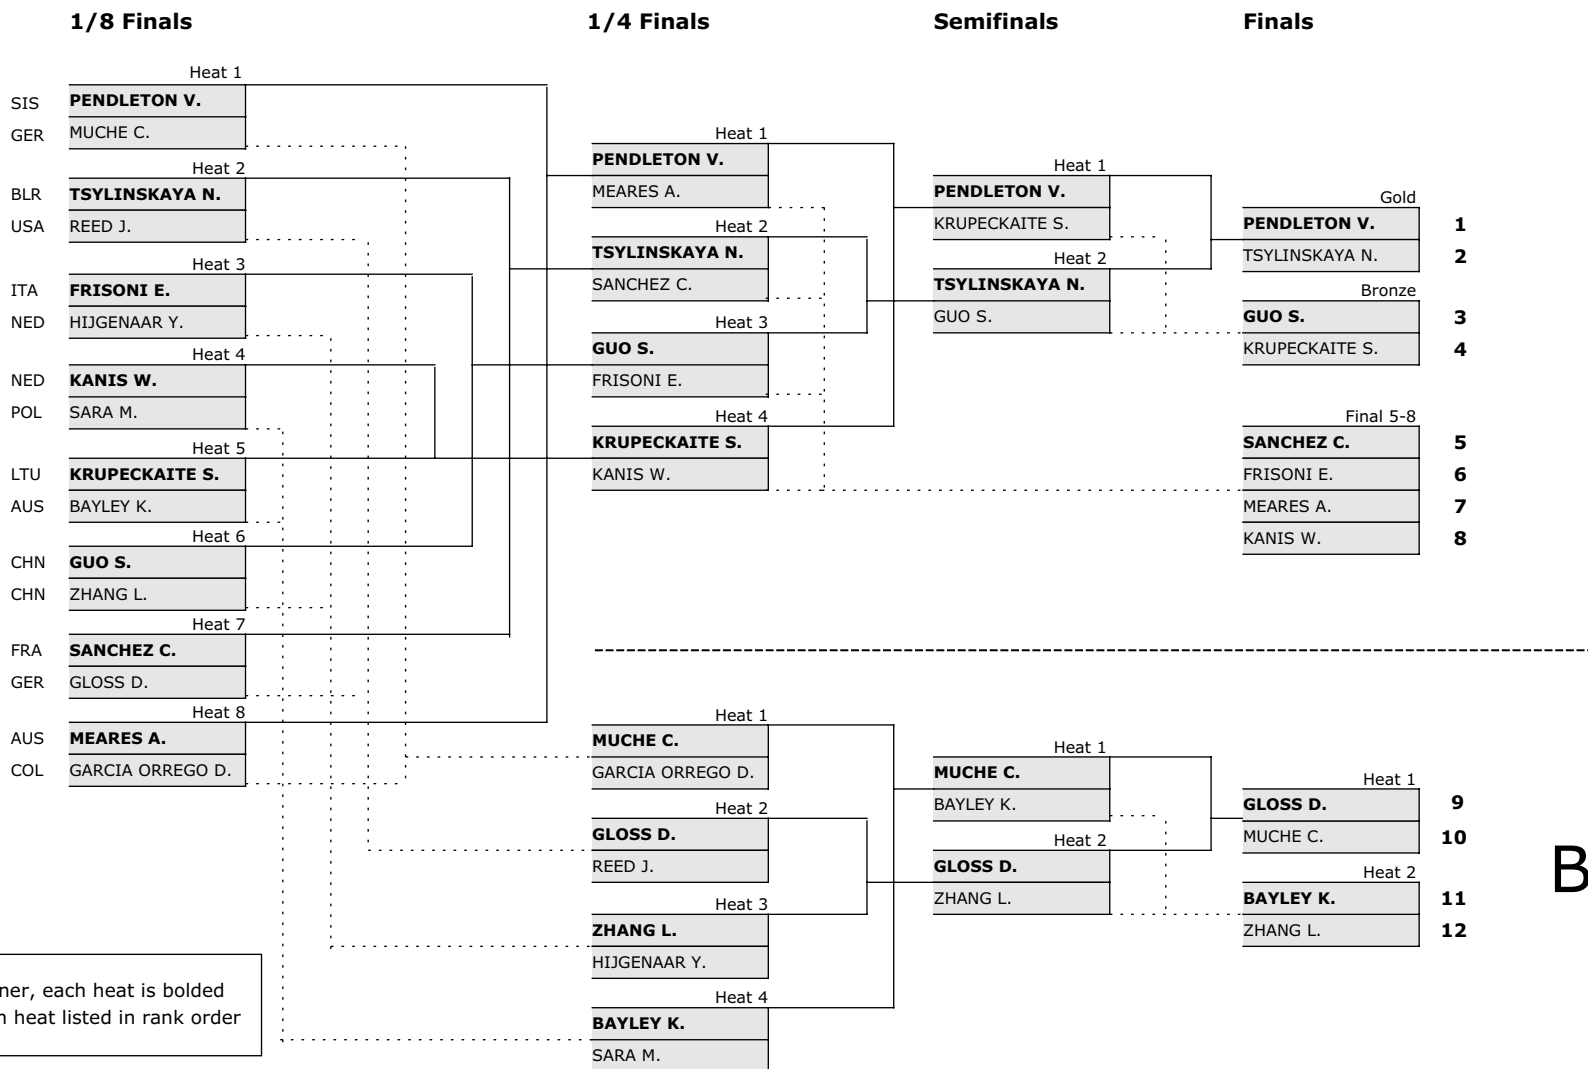 1/8 Finals
1/4 Finals
Semifinals
Finals
Heat 1
SIS PENDLETON V.
GER MUCHE C.
Heat 2
BLR TSYLINSKAYA N.
USA REED J.
Heat 3
ITA FRISONI E.
NED HIJGENAAR Y.
Heat 4
NED KANIS W.
POL SARA M.
Heat 5
LTU KRUPECKAITE S.
AUS BAYLEY K.
Heat 6
CHN GUO S.
CHN ZHANG L.
Heat 7
FRA SANCHEZ C.
GER GLOSS D.
Heat 8
AUS MEARES A.
COL GARCIA ORREGO D.
Heat 1
PENDLETON V.
MEARES A.
Heat 2
TSYLINSKAYA N.
SANCHEZ C.
Heat 3
GUO S.
FRISONI E.
Heat 4
KRUPECKAITE S.
KANIS W.
Heat 1
PENDLETON V.
KRUPECKAITE S.
Heat 2
TSYLINSKAYA N.
GUO S.
Gold
PENDLETON V. 1
TSYLINSKAYA N. 2
Bronze
GUO S. 3
KRUPECKAITE S. 4
Final 5-8
SANCHEZ C. 5
FRISONI E. 6
MEARES A. 7
KANIS W. 8
Heat 1
MUCHE C.
GARCIA ORREGO D.
Heat 2
GLOSS D.
REED J.
Heat 3
ZHANG L.
HIJGENAAR Y.
Heat 4
BAYLEY K.
SARA M.
Heat 1
MUCHE C.
BAYLEY K.
Heat 2
GLOSS D.
ZHANG L.
Heat 1
GLOSS D. 9
MUCHE C. 10
Heat 2
BAYLEY K. 11
ZHANG L. 12
B
ner, each heat is bolded
n heat listed in rank order